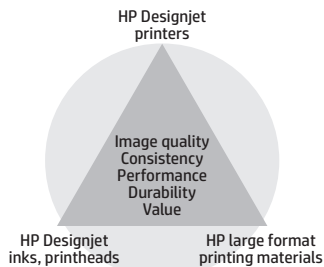 HP Designjet
printers
Image quality
Consistency
Performance
Durability
Value
HP Designjet
inks, printheads
HP large format
printing materials